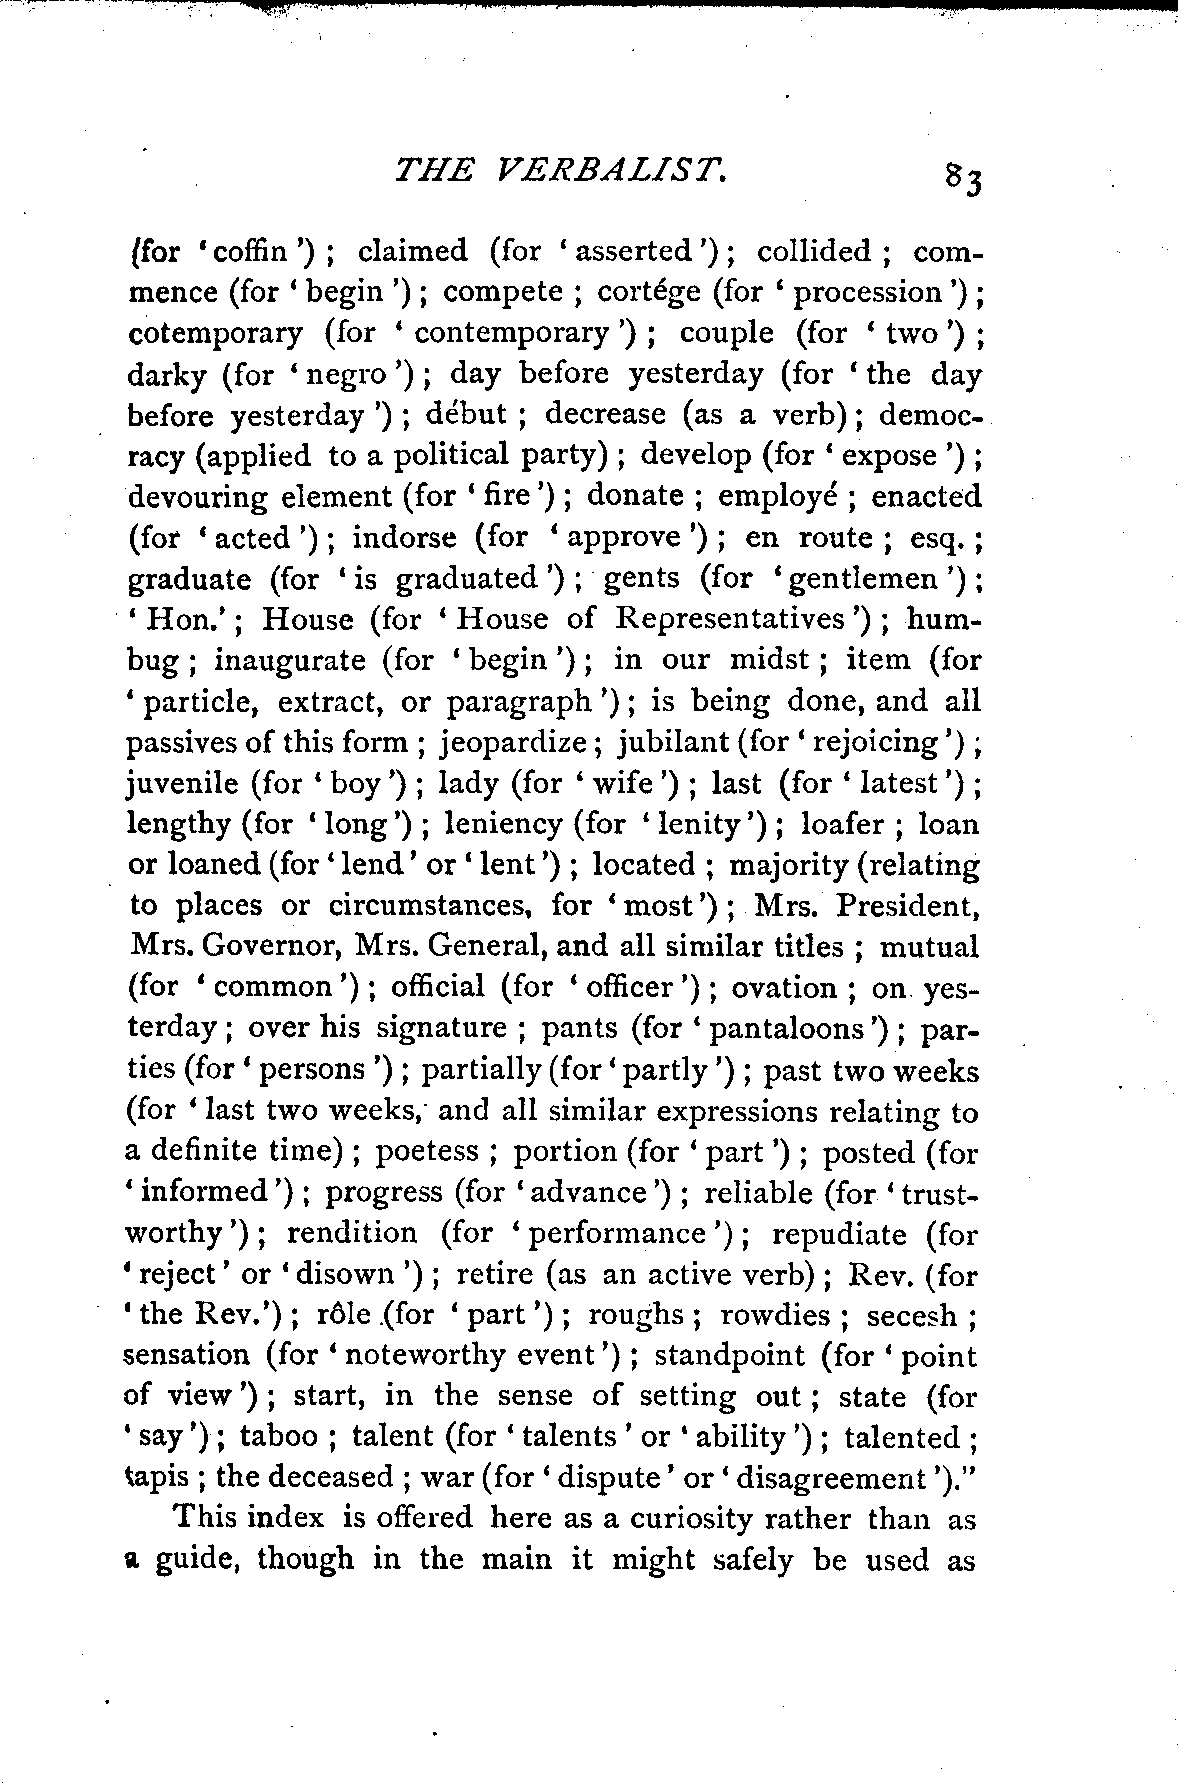 THE VERBALIST. 83
(for ‘coffin’) ; claimed (for ‘asserted’) ; collided ; com-
mence (for ‘begin’) ; compete ; cortége (for ‘procession’) ;
cotemporary (for ‘contemporary’) ; couple (for ‘two’) ;
darky (for ‘negro’) ; day before yesterday (for ‘the day
before yesterday’) ; début ; decrease (as a verb) ; democ-
racy (applied to a political party) ; develop (for ‘expose’) ;
devouring element (for ‘fire’) ; donate ; employé ; enacted
(for ‘acted’) ; indorse (for ‘approve’) ; en route ; esq. ;
graduate (for ‘is graduated’) ; gents (for ‘gentlemen’) ;
‘Hon.’ ; House (for ‘House of Representatives’) ; hum-
bug ; inaugurate (for ‘begin’) ; in our midst ; item (for
‘particle, extract, or paragraph’) ; is being done, and all
passives of this form ; jeopardize ; jubilant (for ‘rejoicing’) ;
juvenile (for ‘boy’) ; lady (for ‘wife’) ; last (for ‘latest’) ;
lengthy (for ‘long’) ; leniency (for ‘lenity’) ; loafer ; loan
or loaned (for ‘lend’ or ‘lent’) ; located ; majority (relating
to places or circumstances, for ‘most’) ; Mrs. President,
Mrs. Governor, Mrs. General, and all similar titles ; mutual
(for ‘common’) ; official (for ‘officer’) ; ovation ; on yes-
terday ; over his signature ; pants (for ‘pantaloons’) ; par-
ties (for ‘persons’) ; partially (for ‘partly’) ; past two weeks
(for ‘last two weeks, and all similar expressions relating to
a definite time) ; poetess ; portion (for ‘part’) ; posted (for
‘informed’) ; progress (for ‘advance’) ; reliable (for ‘trust-
worthy’) ; rendition (for ‘performance’) ; repudiate (for
‘reject’ or ‘disown’) ; retire (as an active verb) ; Rev. (for
‘the Rev.’) ; rôle (for ‘part’) ; roughs ; rowdies ; secesh ;
sensation (for ‘noteworthy event’) ; standpoint (for ‘point
of view’) ; start, in the sense of setting out ; state (for
‘say’) ; taboo ; talent (for ‘talents’ or ‘ability’) ; talented ;
tapis ; the deceased ; war (for ‘dispute’ or ‘disagreement’).”
This index is offered here as a curiosity rather than as
a guide, though in the main it might safely be used as